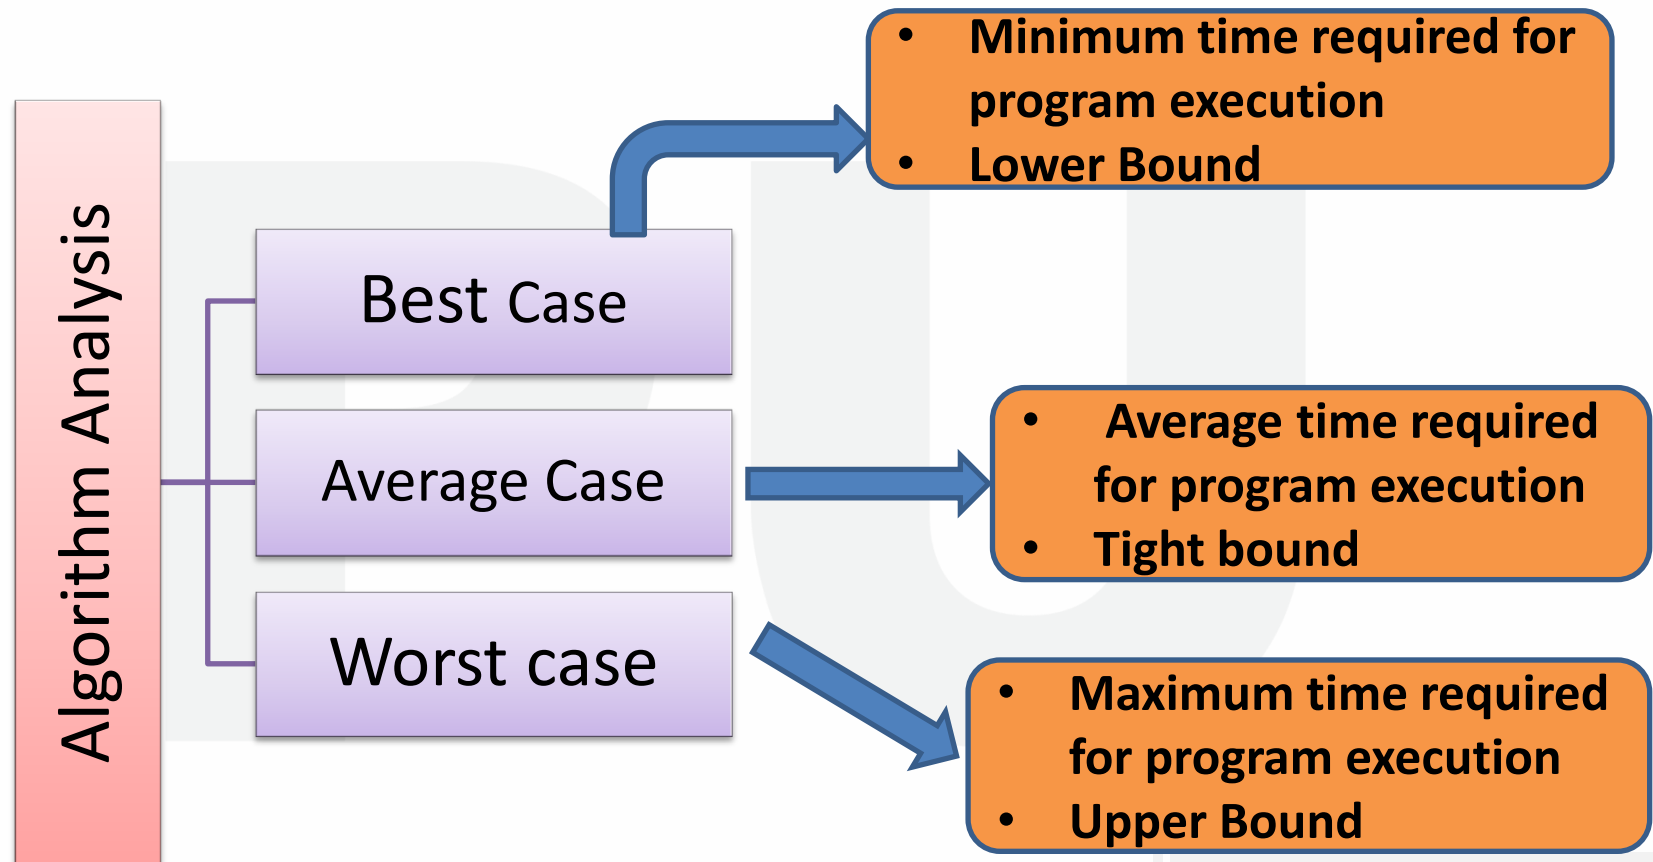 Algorithm Analysis
Best Case
• Minimum time required for
program execution
• Lower Bound
Average Case
• Average time required
for program execution
• Tight bound
Worst case
• Maximum time required
for program execution
• Upper Bound